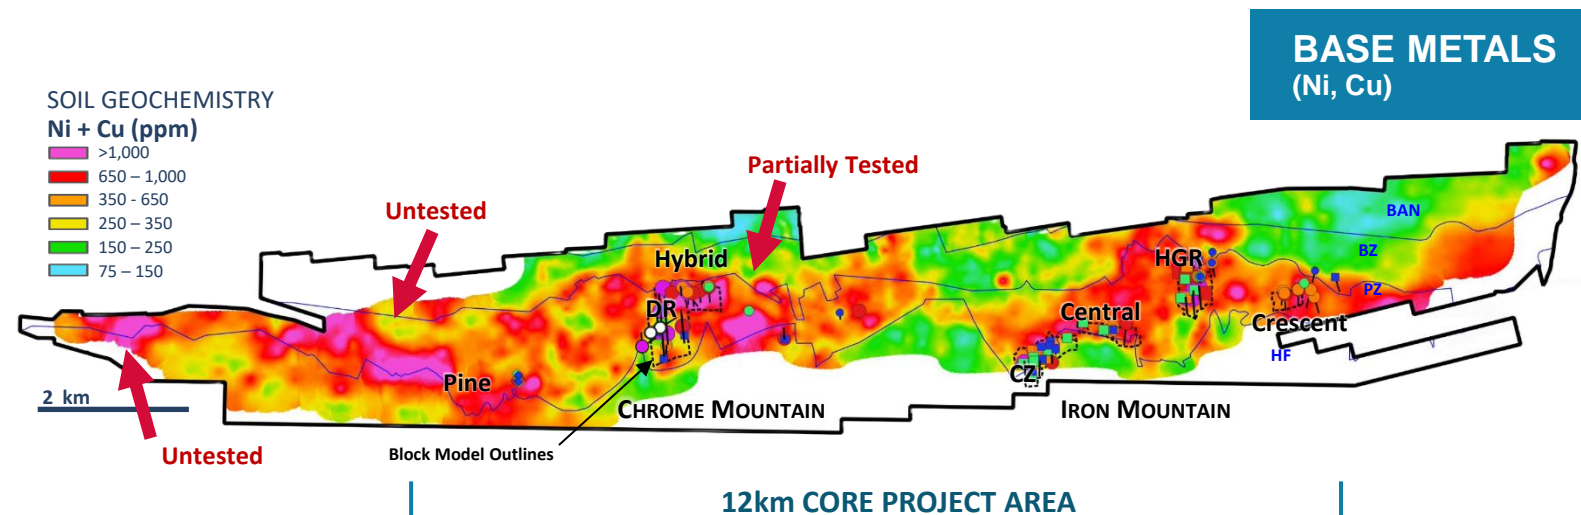 BASE METALS
(Ni, Cu)
SOIL GEOCHEMISTRY
Ni + Cu (ppm)
>1,000
650 – 1,000
350 - 650
250 – 350
150 – 250
75 – 150
Partially Tested
Untested
BAN
BZ
Hybrid
HGR
PZ
DR
Central
Crescent
HF
CZ
Pine
2 km
CHROME MOUNTAIN
IRON MOUNTAIN
Untested
Block Model Outlines
12km CORE PROJECT AREA